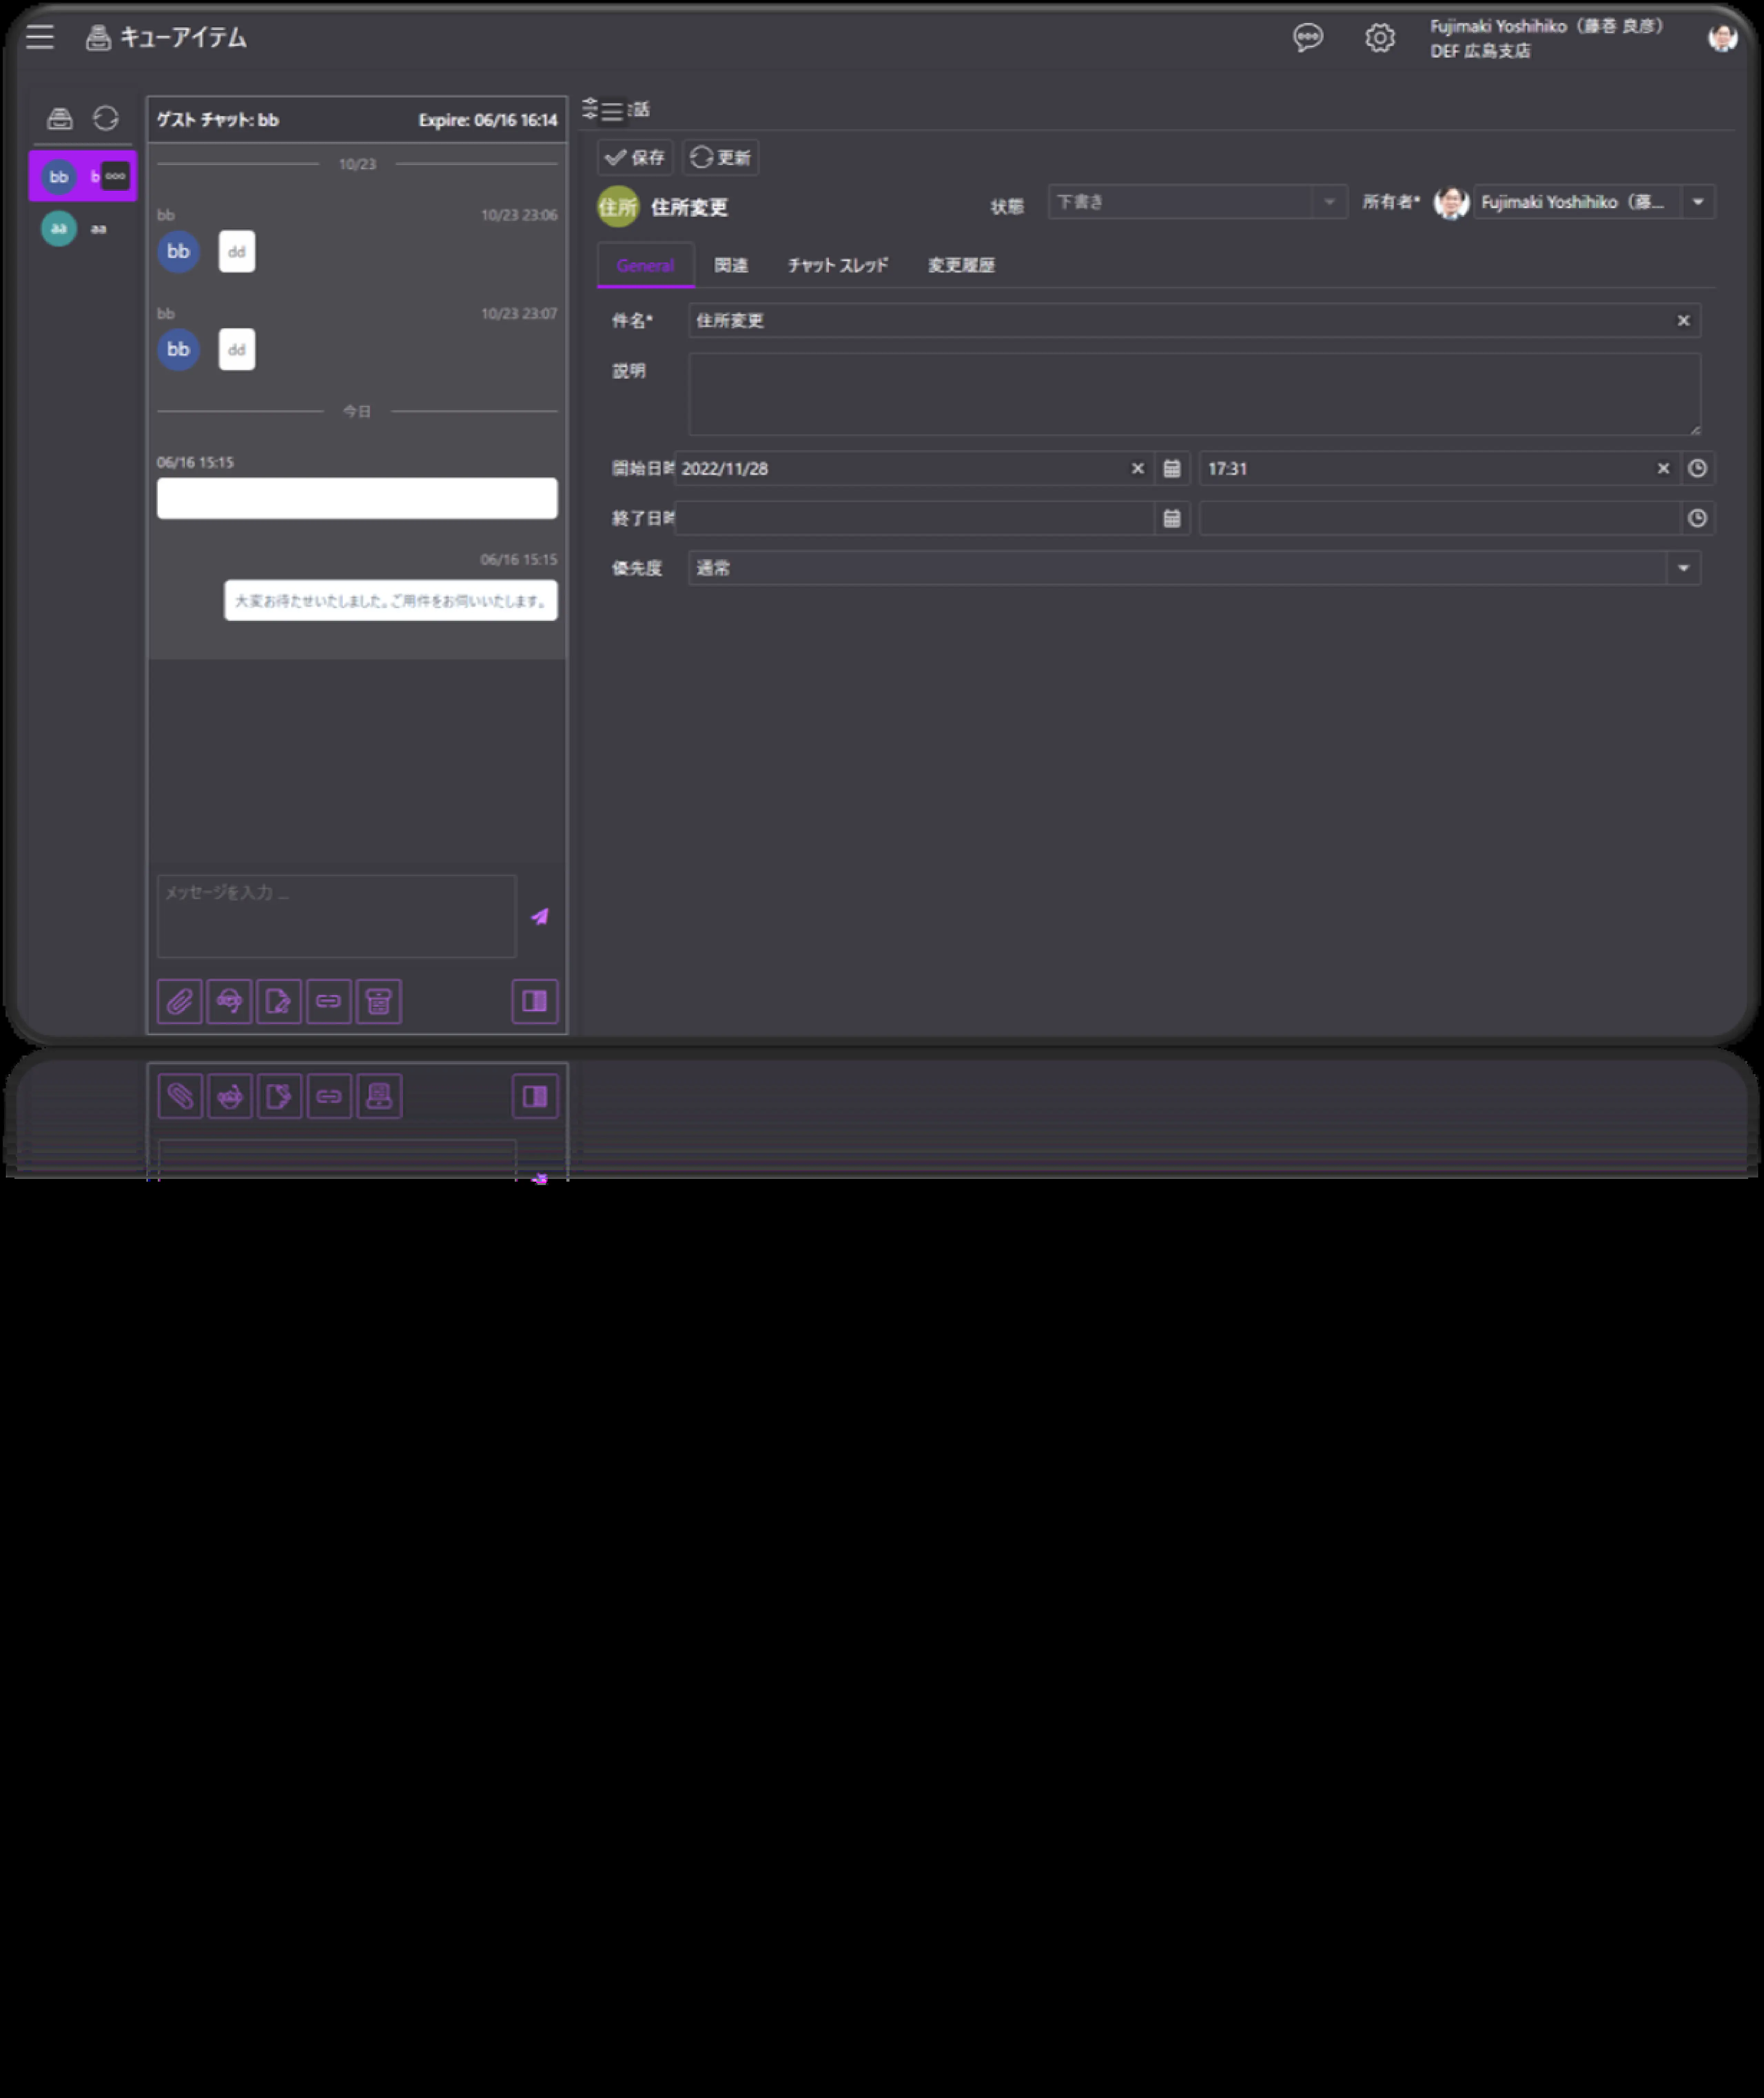 キューアイテム
Fujimaki Yoshihiko（藤巻 良彦）
DEF 広島支店
bb b
aa aa
ゲスト チャット: bb Expire: 06/16 16:14
10/23
bb 10/23 23:06
bb dd
bb 10/23 23:07
bb dd
今日
06/16 15:15
06/16 15:15
大変お待たせいたしました。ご用件をお伺いいたします。
メッセージを入力 ...
話
保存 更新
住所 住所変更 状態 下書き 所有者* Fujimaki Yoshihiko（藤...
General 関連 チャット スレッド 変更履歴
件名* 住所変更
説明
開始日時 2022/11/28 17:31
終了日時
優先度 通常